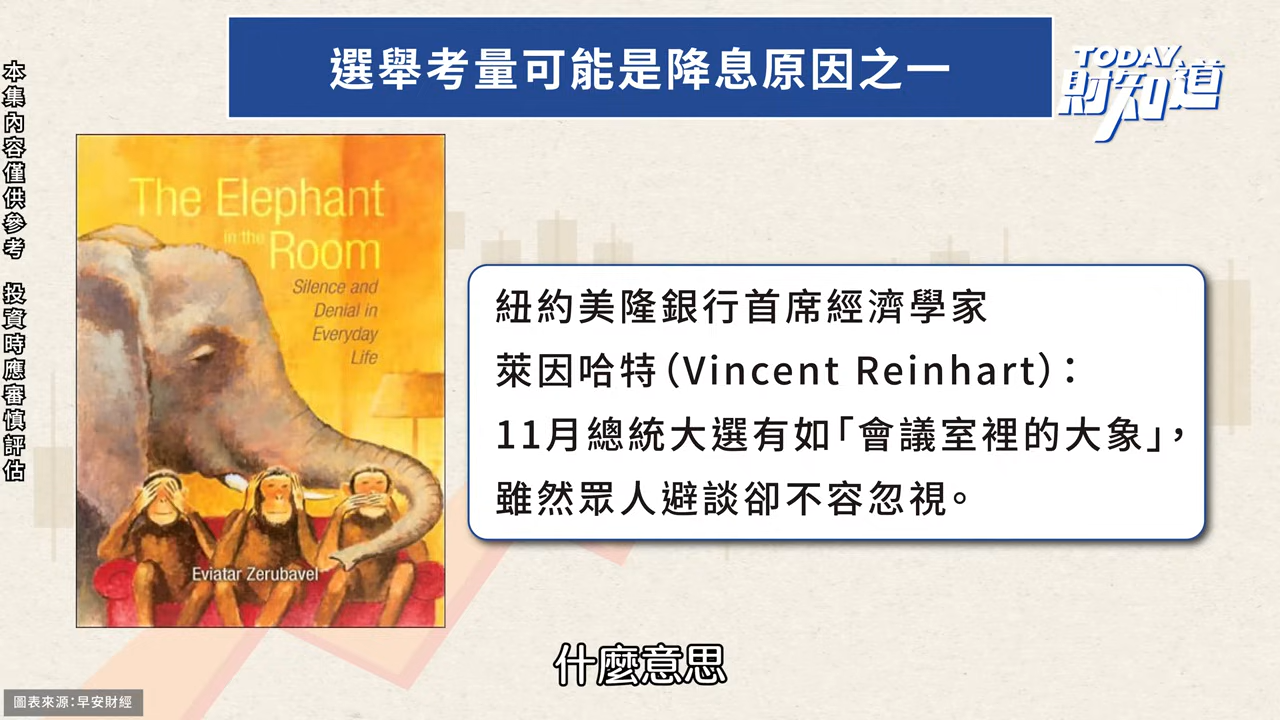 選舉考量可能是降息原因之一
TODAY
財知道
本集內容僅供參考 投資時應審慎評估
The Elephant
in the Room
Silence and
Denial in
Everyday
Life
Eviatar Zerubavel
紐約美隆銀行首席經濟學家
萊因哈特（Vincent Reinhart）：
11月總統大選有如「會議室裡的大象」，
雖然眾人避談卻不容忽視。
什麼意思
圖表來源：早安財經